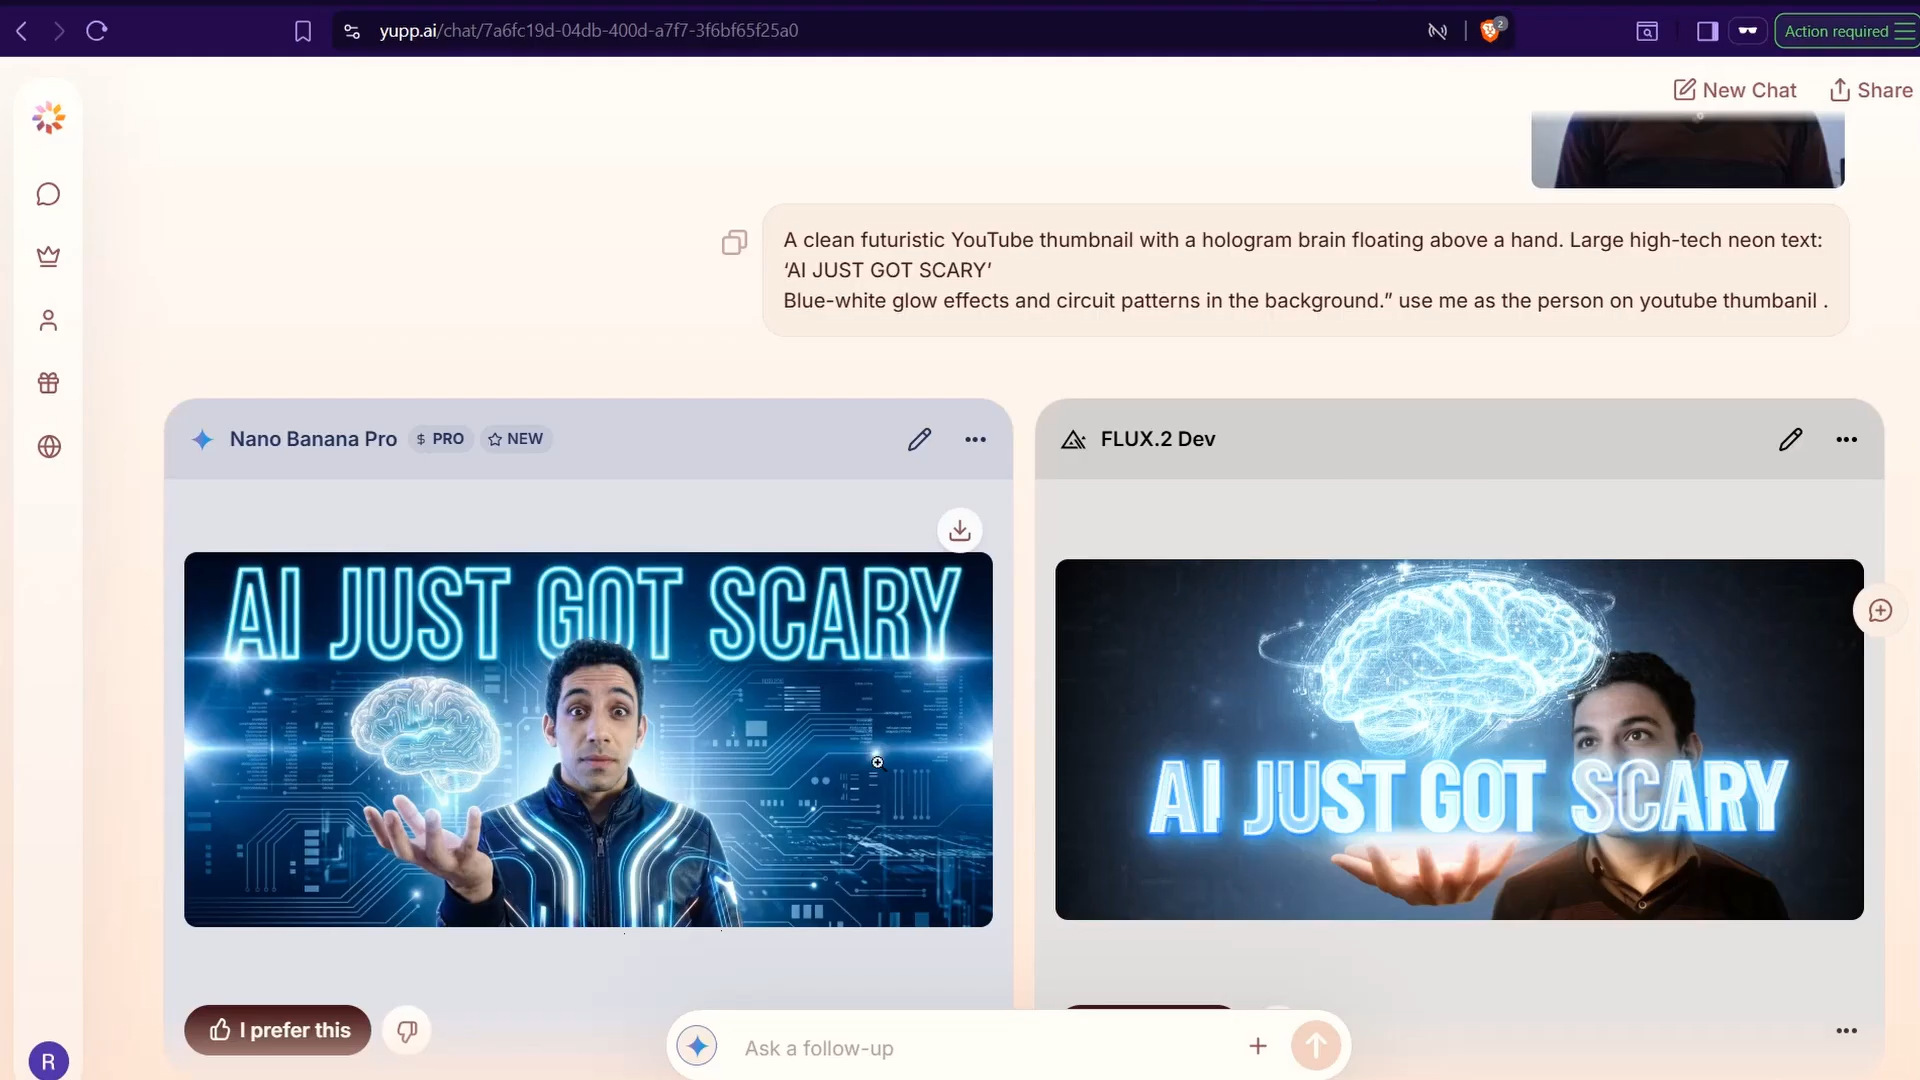 yupp.ai/chat/7a6fc19d-04db-400d-a7f7-3f6bf65f25a0
2
Action required
New Chat
Share
A clean futuristic YouTube thumbnail with a hologram brain floating above a hand. Large high-tech neon text:
‘AI JUST GOT SCARY’
Blue-white glow effects and circuit patterns in the background.” use me as the person on youtube thumbanil .
Nano Banana Pro
$ PRO
NEW
FLUX.2 Dev
AI JUST GOT SCARY
AI JUST GOT SCARY
I prefer this
Ask a follow-up
R